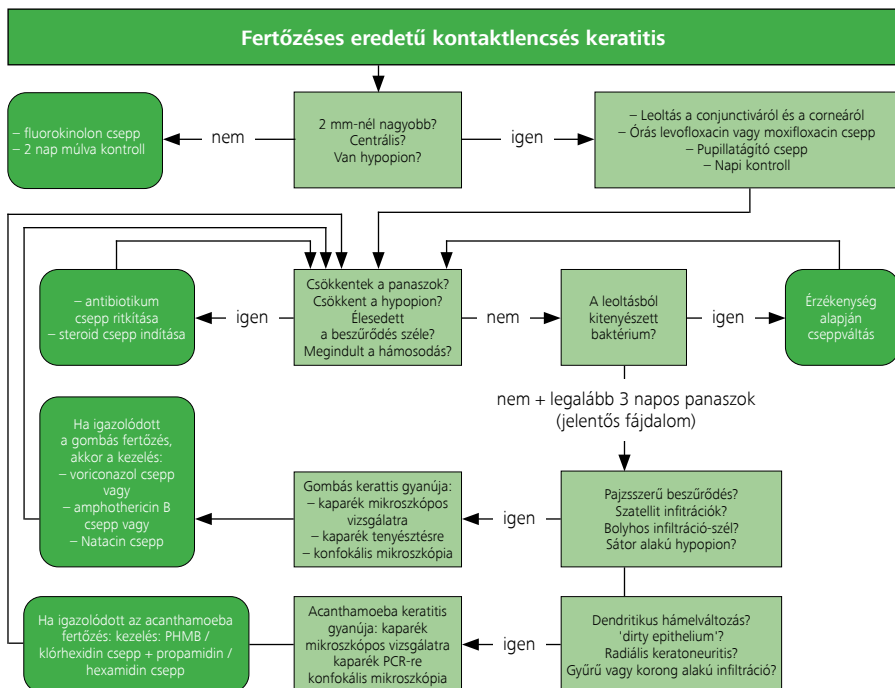 Fertőzéses eredetű kontaktlencsés keratitis
– fluorokinolon csepp
– 2 nap múlva kontroll
nem
2 mm-nél nagyobb?
Centrális?
Van hypopion?
igen
– Leoltás a conjunctiváról és a corneáról
– Órás levofloxacin vagy moxifloxacin csepp
– Pupillatágító csepp
– Napi kontroll
– antibiotikum
csepp ritkítása
– steroid csepp indítása
igen
Csökkentek a panaszok?
Csökkent a hypopion?
Élesedett
a beszűrődés széle?
Megindult a hámosodás?
nem
A leoltásból
kitenyészett
baktérium?
igen
Érzékenység
alapján
cseppváltás
nem + legalább 3 napos panaszok
(jelentős fájdalom)
Ha igazolódott
a gombás fertőzés,
akkor a kezelés:
– voriconazol csepp
vagy
– amphothericin B
csepp vagy
– Natacin csepp
Gombás kerattis gyanúja:
– kaparék mikroszkópos
vizsgálatra
– kaparék tenyésztésre
– konfokális mikroszkópia
igen
Pajzsszerű beszűrődés?
Szatellit infitrációk?
Bolyhos infiltráció-szél?
Sátor alakú hypopion?
Ha igazolódott az acanthamoeba
fertőzés: kezelés: PHMB /
klórhexidin csepp + propamidin /
hexamidin csepp
Acanthamoeba keratitis
gyanúja: kaparék
mikroszkópos vizsgálatra
kaparék PCR-re
konfokális mikroszkópia
igen
Dendritikus hámelváltozás?
'dirty epithelium'?
Radiális keratoneuritis?
Gyűrű vagy korong alakú infiltráció?